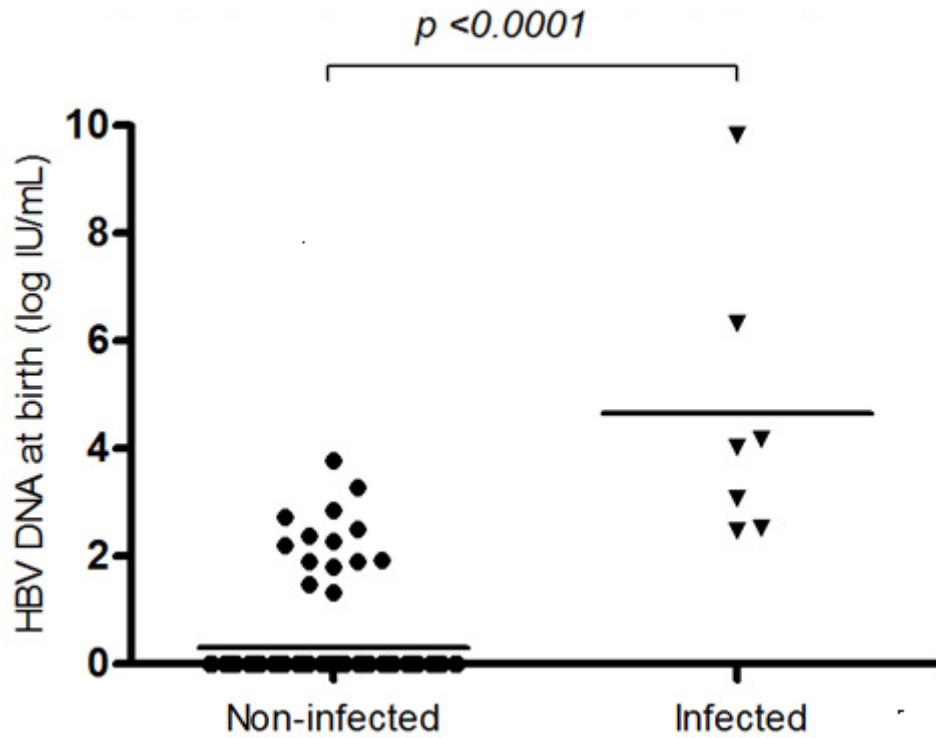 p <0.0001
HBV DNA at birth (log IU/mL)
10
8
6
4
2
0
Non-infected
Infected